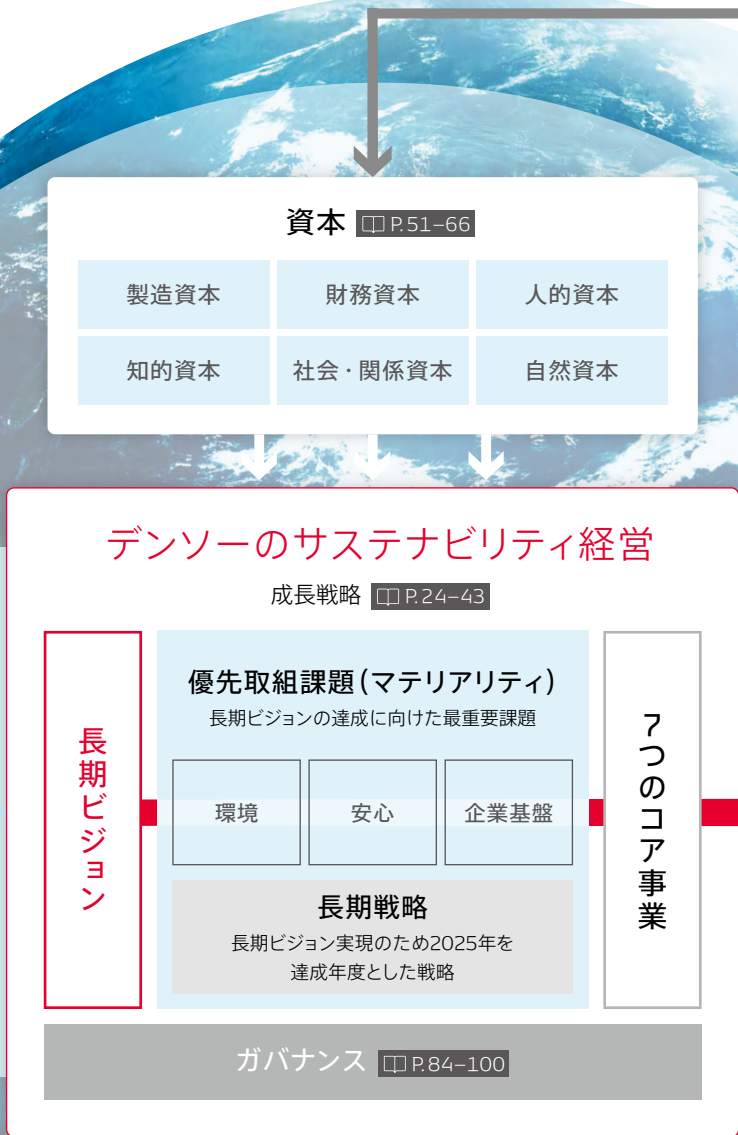 資本 P.51–66
製造資本 財務資本 人的資本
知的資本 社会・関係資本 自然資本
デンソーのサステナビリティ経営
成長戦略 P.24–43
長期ビジョン
優先取組課題(マテリアリティ)
長期ビジョンの達成に向けた最重要課題
環境 安心 企業基盤
長期戦略
長期ビジョン実現のため2025年を
達成年度とした戦略
7つのコア事業
ガバナンス P.84–100